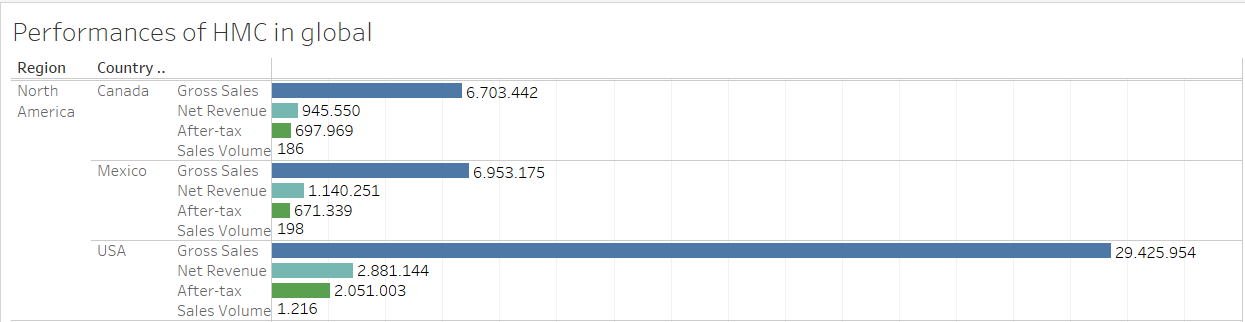 Performances of HMC in global
Region Country ..
North America Canada Gross Sales 6.703.442
Net Revenue 945.550
After-tax 697.969
Sales Volume 186
Mexico Gross Sales 6.953.175
Net Revenue 1.140.251
After-tax 671.339
Sales Volume 198
USA Gross Sales 29.425.954
Net Revenue 2.881.144
After-tax 2.051.003
Sales Volume 1.216